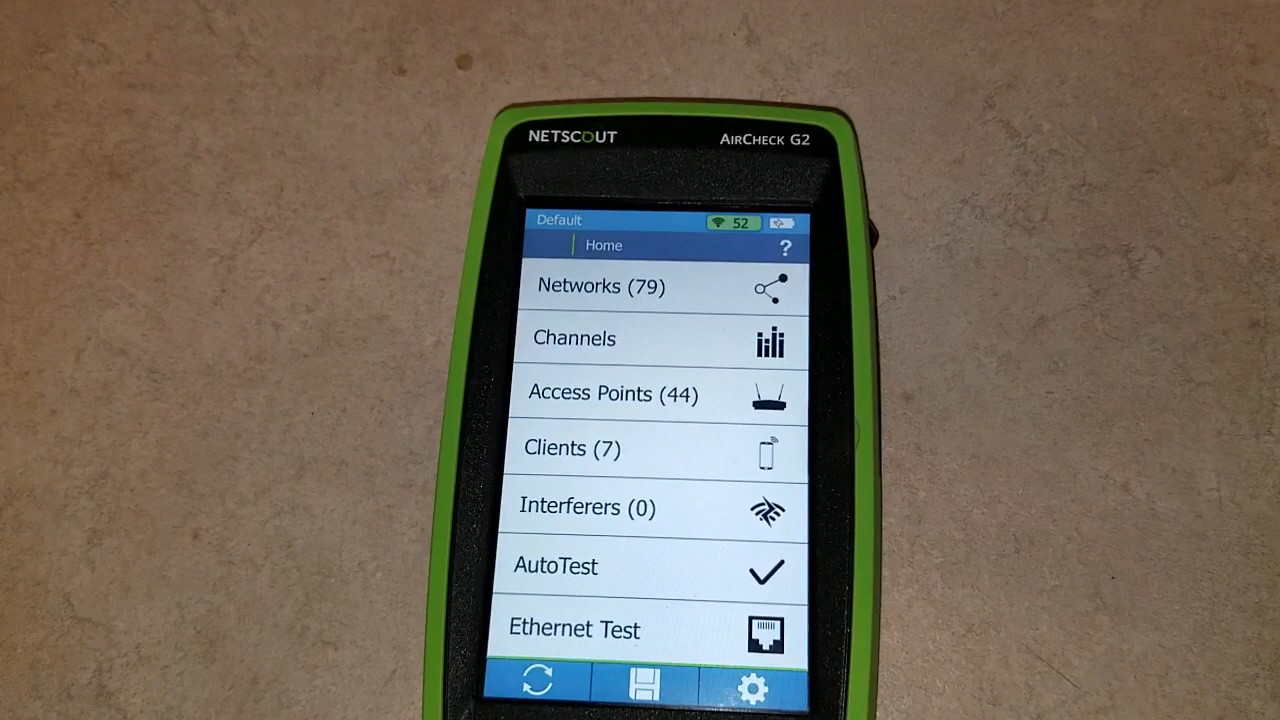 NETSCOUT AIRCHECK G2
Default 52
Home ?
Networks (79)
Channels
Access Points (44)
Clients (7)
Interferers (0)
AutoTest
Ethernet Test